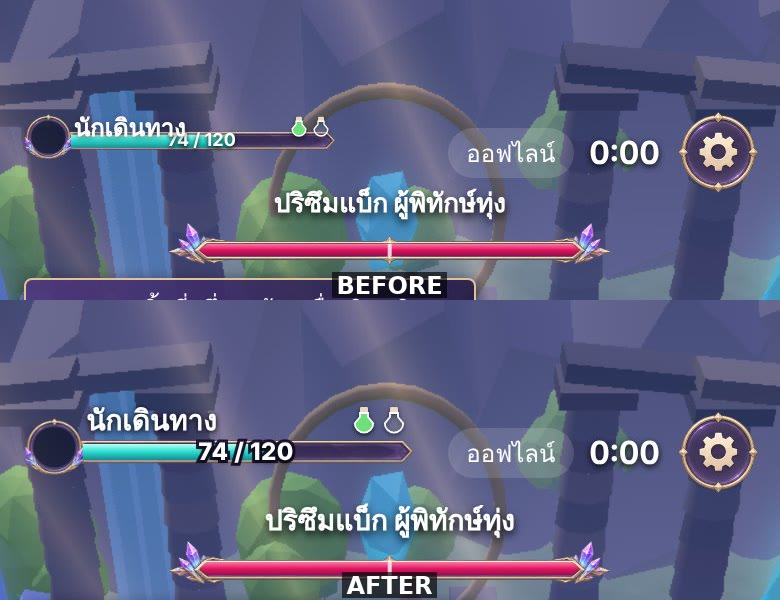 นักเดินทาง
74 / 120
ออฟไลน์
0:00
ปริซึมแบ็ก ผู้พิทักษ์ทุ่ง
BEFORE
นักเดินทาง
74 / 120
ออฟไลน์
0:00
ปริซึมแบ็ก ผู้พิทักษ์ทุ่ง
AFTER